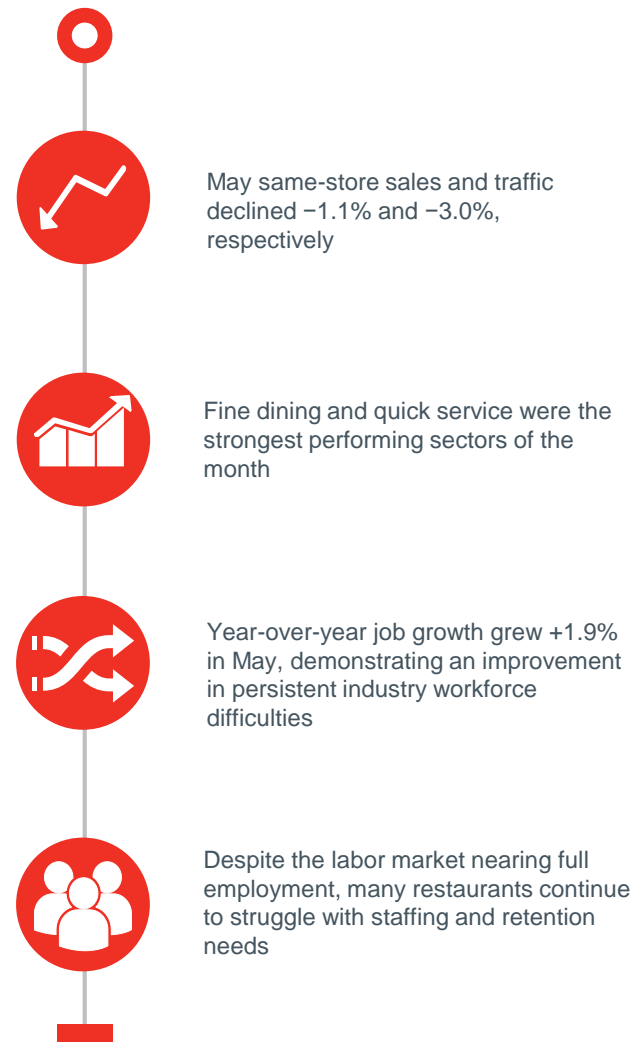 May same-store sales and traffic
declined −1.1% and −3.0%,
respectively
Fine dining and quick service were the
strongest performing sectors of the
month
Year-over-year job growth grew +1.9%
in May, demonstrating an improvement
in persistent industry workforce
difficulties
Despite the labor market nearing full
employment, many restaurants continue
to struggle with staffing and retention
needs